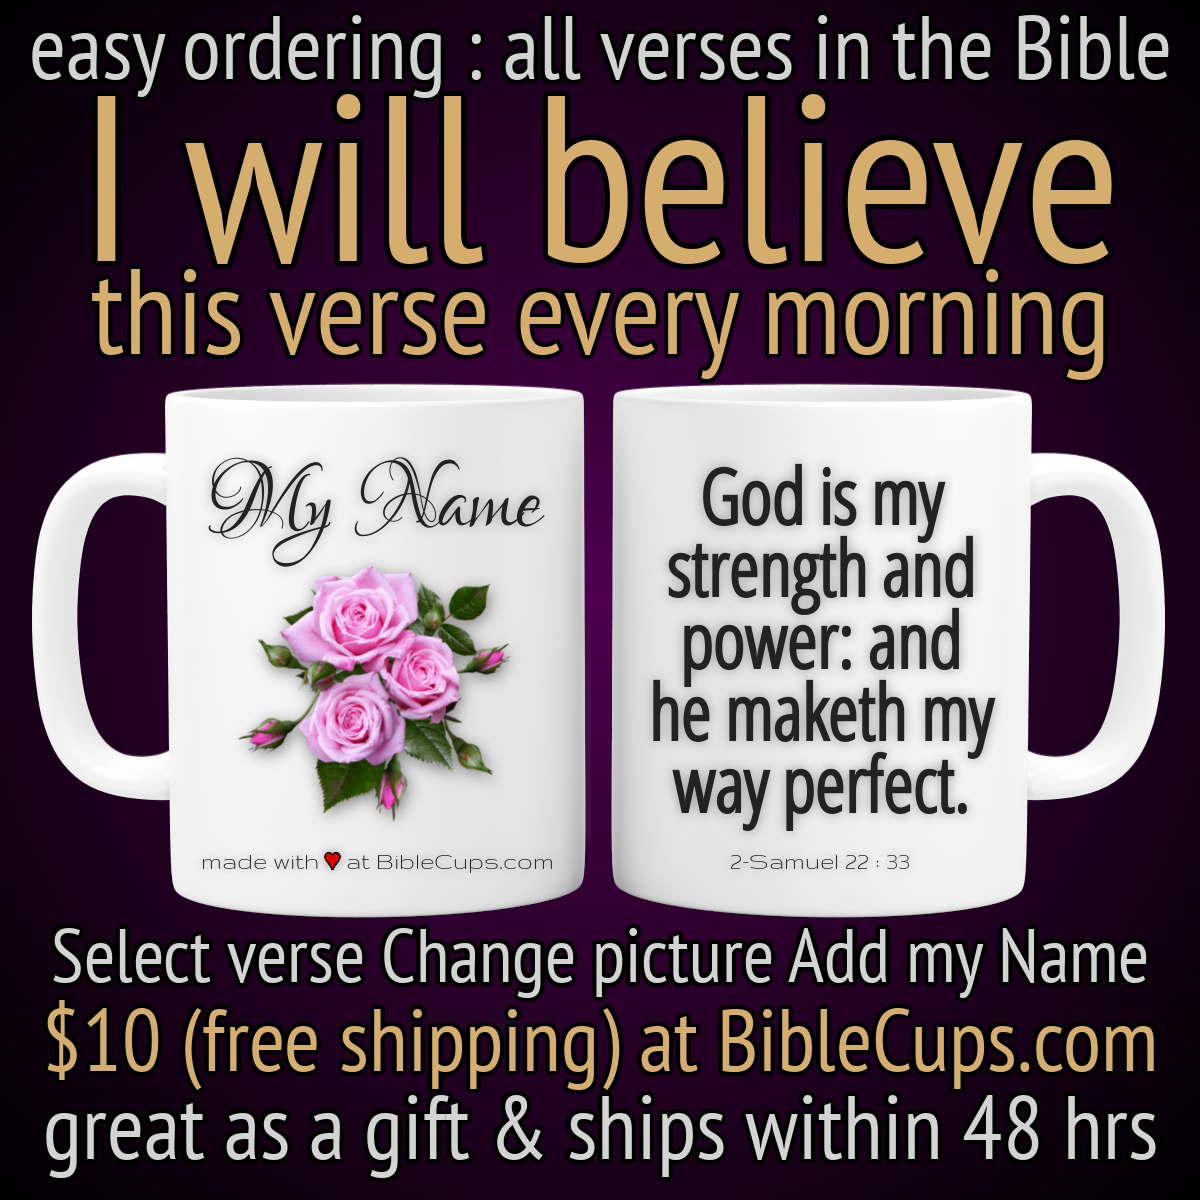 easy ordering : all verses in the Bible
I will believe
this verse every morning
My Name
made with ♥ at BibleCups.com
God is my
strength and
power: and
he maketh my
way perfect.
2-Samuel 22 : 33
Select verse Change picture Add my Name
$10 (free shipping) at BibleCups.com
great as a gift & ships within 48 hrs